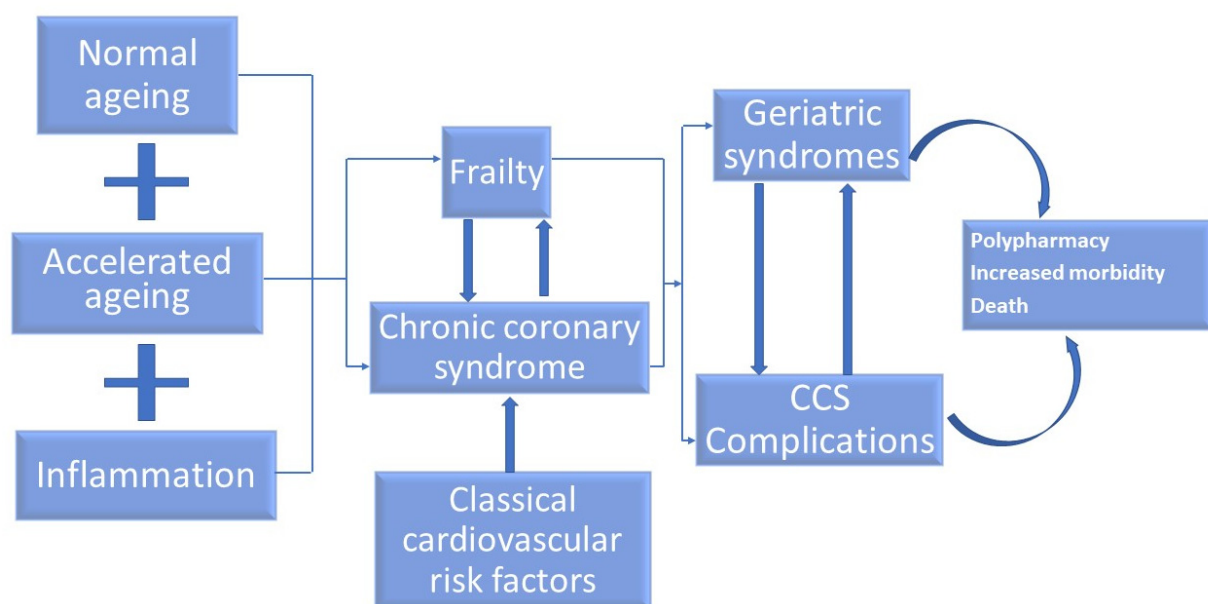 Normal
ageing
Accelerated
ageing
Inflammation
Frailty
Chronic coronary
syndrome
Classical
cardiovascular
risk factors
Geriatric
syndromes
CCS
Complications
Polypharmacy
Increased morbidity
Death